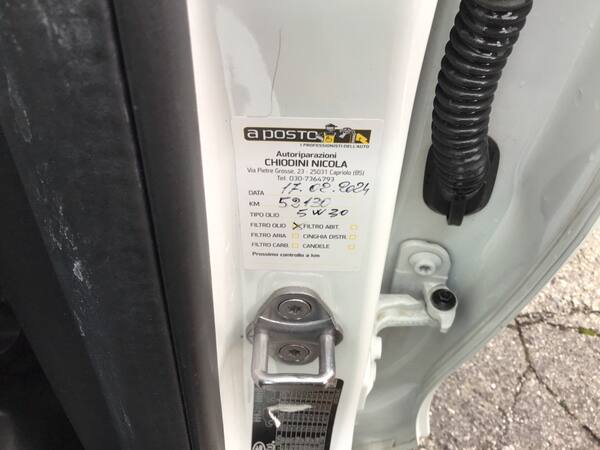 a posto
I PROFESSIONISTI DELL'AUTO
Autoriparazioni
CHIODINI NICOLA
Via Pietre Grosse, 23 - 25031 Capriolo (BS)
Tel. 030-7364793
DATA 17.02.2024
KM 59130
TIPO OLIO 5W30
FILTRO OLIO FILTRO ABIT.
FILTRO ARIA CINGHIA DISTR.
FILTRO CARB. CANDELE
Prossimo controllo a km